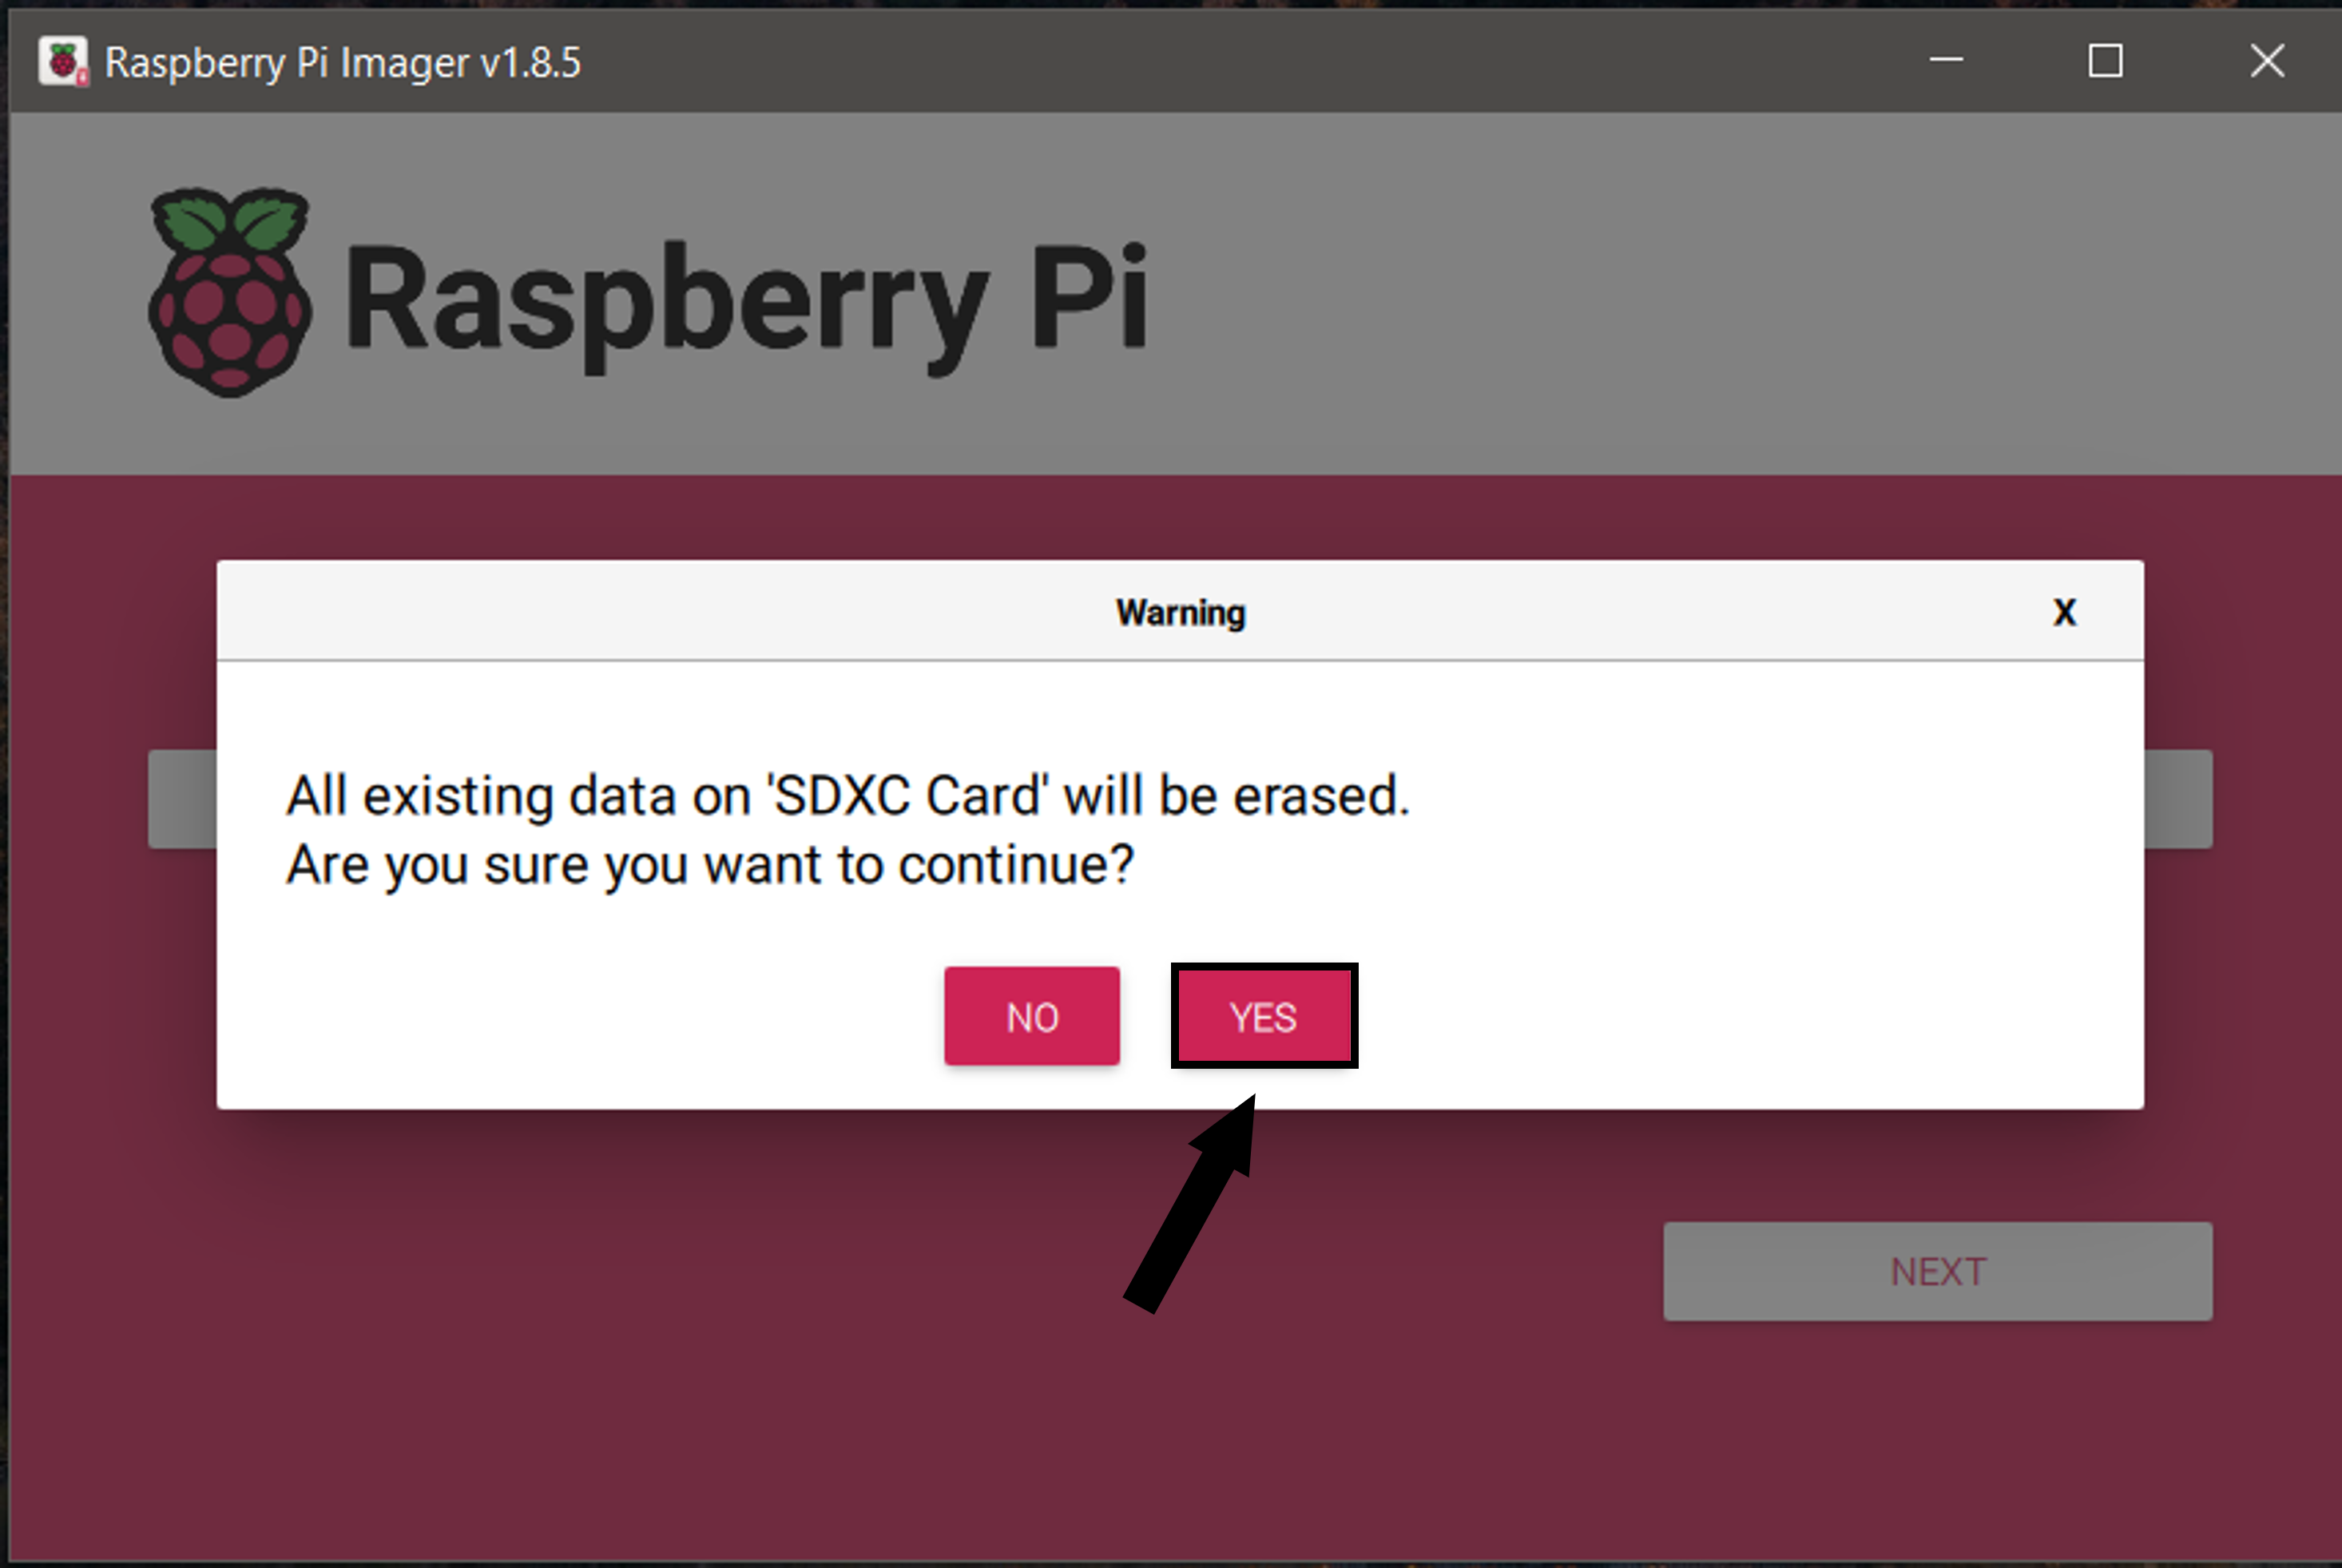 Raspberry Pi Imager v1.8.5
Raspberry Pi
Warning
X
All existing data on 'SDXC Card' will be erased.
Are you sure you want to continue?
NO
YES
NEXT